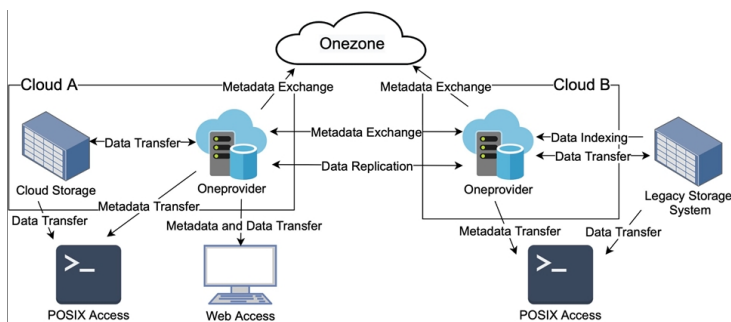 Onezone
Cloud A
Metadata Exchange
Metadata Exchange
Cloud B
Data Transfer
Metadata Exchange
Data Indexing
Data Transfer
Data Replication
Cloud Storage
Oneprovider
Oneprovider
Legacy Storage
System
Data Transfer
Metadata Transfer
Metadata and Data Transfer
Metadata Transfer
Data Transfer
>_
>_
POSIX Access
Web Access
POSIX Access